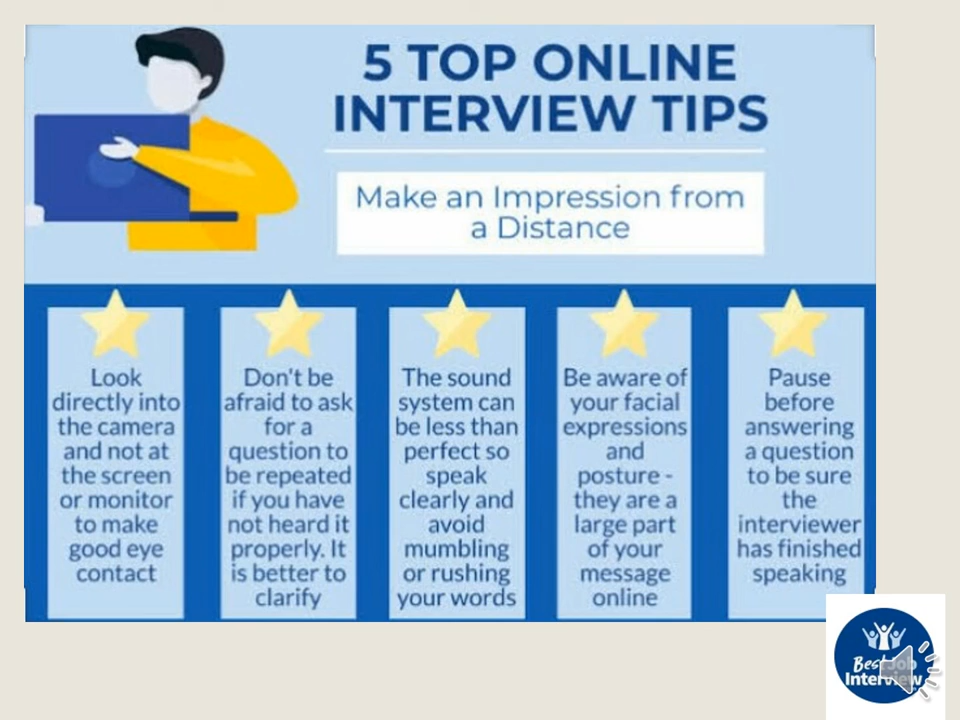 5 TOP ONLINE
INTERVIEW TIPS
Make an Impression from
a Distance
Look
directly into
the camera
and not at
the screen
or monitor
to make
good eye
contact
Don't be
afraid to ask
for a
question to
be repeated
if you have
not heard it
properly. It
is better to
clarify
The sound
system can
be less than
perfect so
speak
clearly and
avoid
mumbling
or rushing
your words
Be aware of
your facial
expressions
and
posture -
they are a
large part
of your
message
online
Pause
before
answering
a question
to be sure
the
interviewer
has finished
speaking
Best Job
Interview